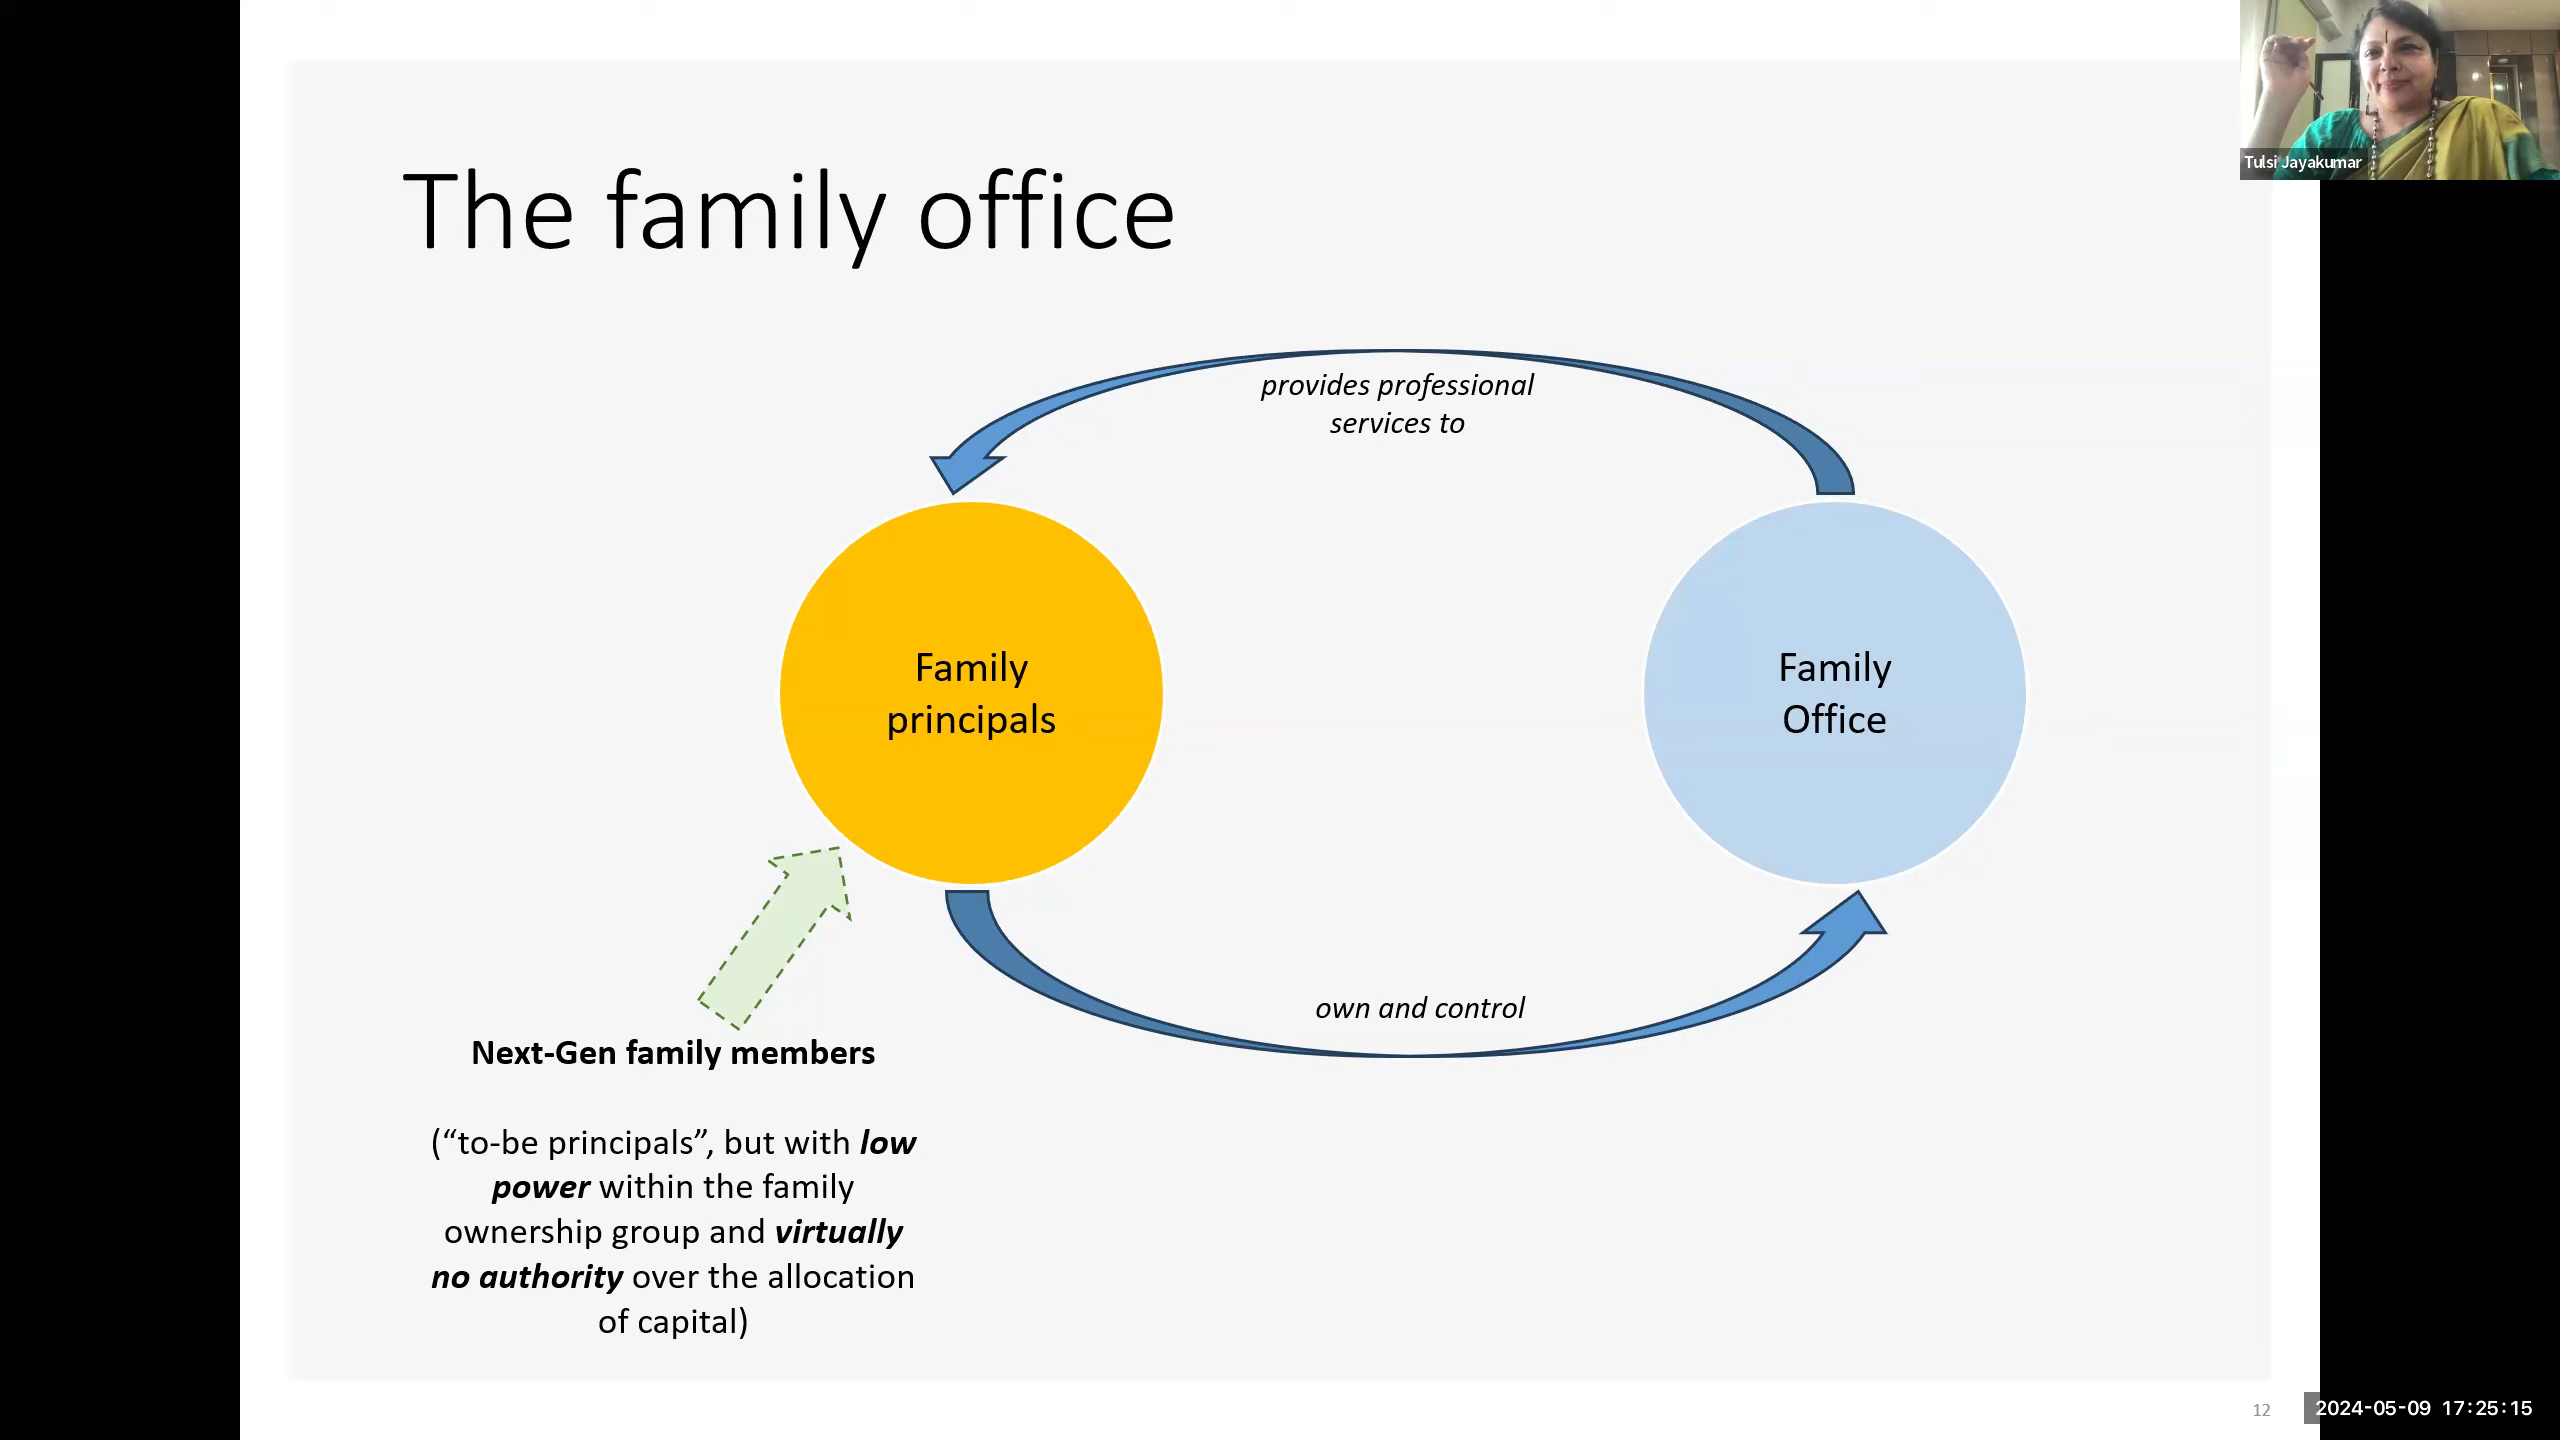 Tulsi Jayakumar
The family office
provides professional
services to
Family
principals
Family
Office
own and control
Next-Gen family members
(“to-be principals”, but with low
power within the family
ownership group and virtually
no authority over the allocation
of capital)
12
2024-05-09 17:25:15